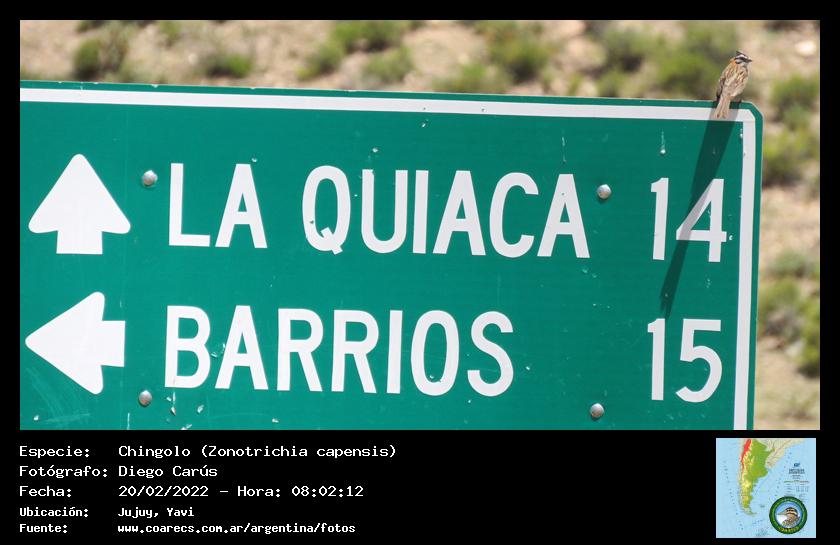 LA QUIACA 14
BARRIOS 15
Especie: Chingolo (Zonotrichia capensis)
Fotógrafo: Diego Carús
Fecha: 20/02/2022 - Hora: 08:02:12
Ubicación: Jujuy, Yavi
Fuente: www.coarecs.com.ar/argentina/fotos